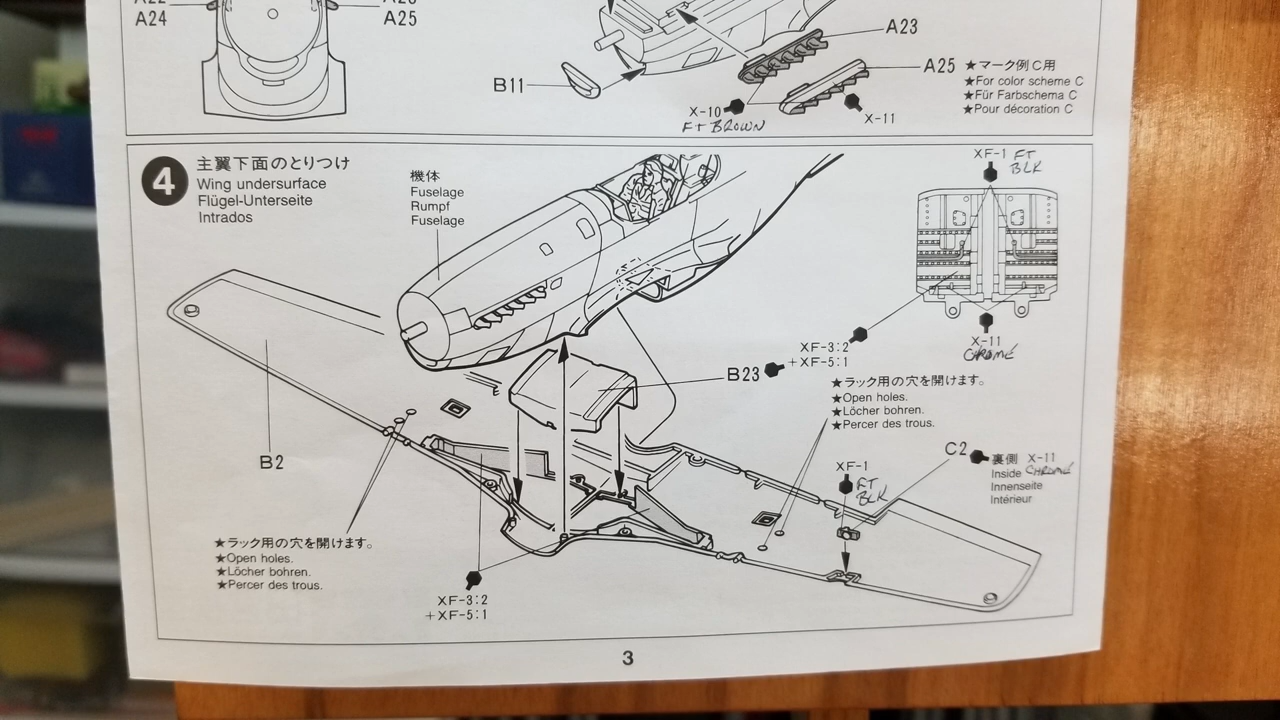 A24
A25
A23
B11
A25
★マーク例C用
★For color scheme C
★Für Farbschema C
★Pour décoration C
X-10
FT BROWN
X-11
4
主翼下面のとりつけ
Wing undersurface
Flügel-Unterseite
Intrados
機体
Fuselage
Rumpf
Fuselage
XF-1 FT
BLK
X-11
CHROME
XF-3:2
+XF-5:1
B23
★ラック用の穴を開けます。
★Open holes.
★Löcher bohren.
★Percer des trous.
B2
C2
裏側 X-11
Inside CHROME
Innenseite
Intérieur
XF-1
FT
BLK
★ラック用の穴を開けます。
★Open holes.
★Löcher bohren.
★Percer des trous.
XF-3:2
+XF-5:1
3